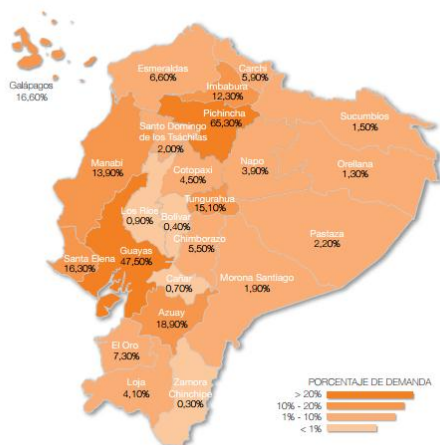 Galápagos
16,60%
Esmeraldas
6,60%
Carchi
5,90%
Imbabura
12,30%
Pichincha
65,30%
Sucumbios
1,50%
Santo Domingo
de los Tsáchilas
2,00%
Manabí
13,90%
Cotopaxi
4,50%
Napo
3,90%
Orellana
1,30%
Tungurahua
15,10%
Los Ríos
0,90%
Bolívar
0,40%
Pastaza
2,20%
Chimborazo
5,50%
Santa Elena
16,30%
Guayas
47,50%
Cañar
0,70%
Morona Santiago
1,90%
Azuay
18,90%
El Oro
7,30%
Loja
4,10%
Zamora
Chinchipe
0,30%
PORCENTAJE DE DEMANDA
> 20%
10% - 20%
1% - 10%
< 1%